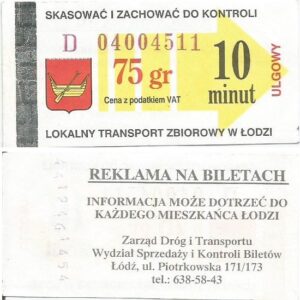 SKASOWAĆ I ZACHOWAĆ DO KONTROLI
D 04004511
75 gr
Cena z podatkiem VAT
10
minut
ULGOWY
LOKALNY TRANSPORT ZBIOROWY w ŁODZI
REKLAMA NA BILETACH
INFORMACJA MOŻE DOTRZEĆ DO
KAŻDEGO MIESZKAŃCA ŁODZI
Zarząd Dróg i Transportu
Wydział Sprzedaży i Kontroli Biletów
Łódź, ul. Piotrkowska 171/173
tel.: 638-58-43